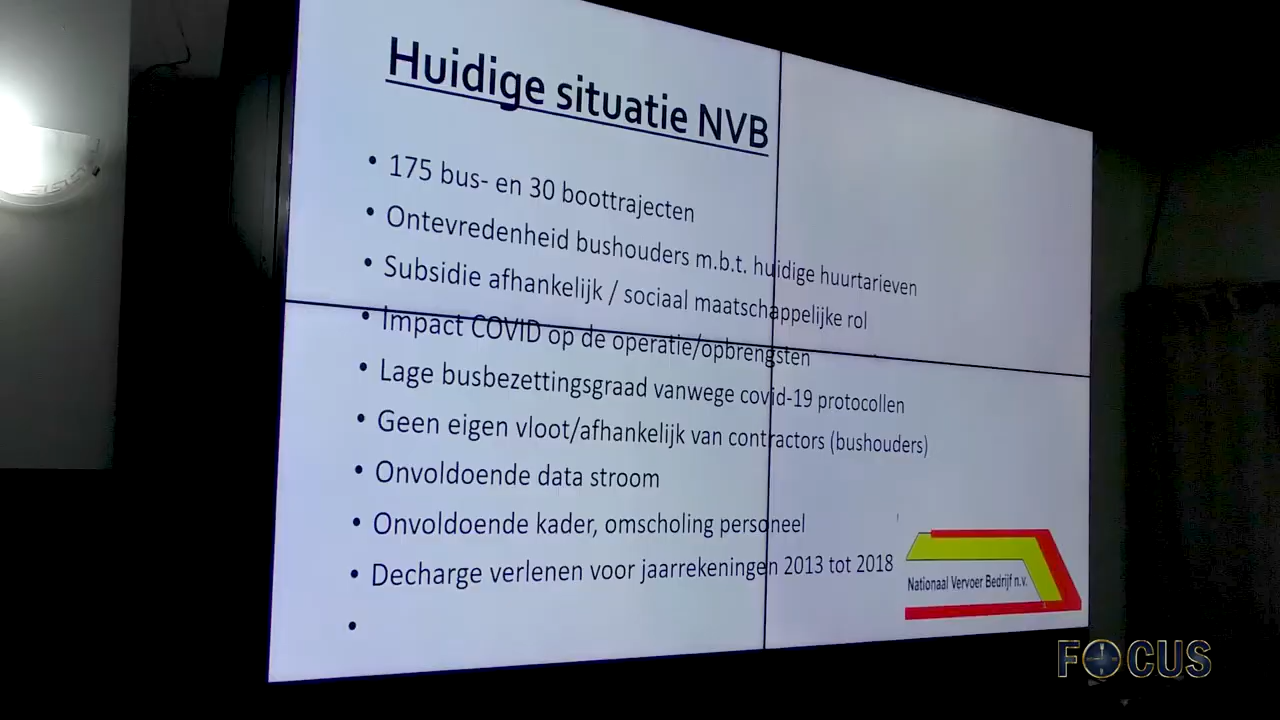 Huidige situatie NVB
• 175 bus- en 30 boottrajecten
• Ontevredenheid bushouders m.b.t. huidige huurtarieven
• Subsidie afhankelijk / sociaal maatschappelijke rol
• Impact COVID op de operatie/opbrengsten
• Lage busbezettingsgraad vanwege covid-19 protocollen
• Geen eigen vloot/afhankelijk van contractors (bushouders)
• Onvoldoende data stroom
• Onvoldoende kader, omscholing personeel
• Decharge verlenen voor jaarrekeningen 2013 tot 2018
•
Nationaal Vervoer Bedrijf n.v.
FOCUS